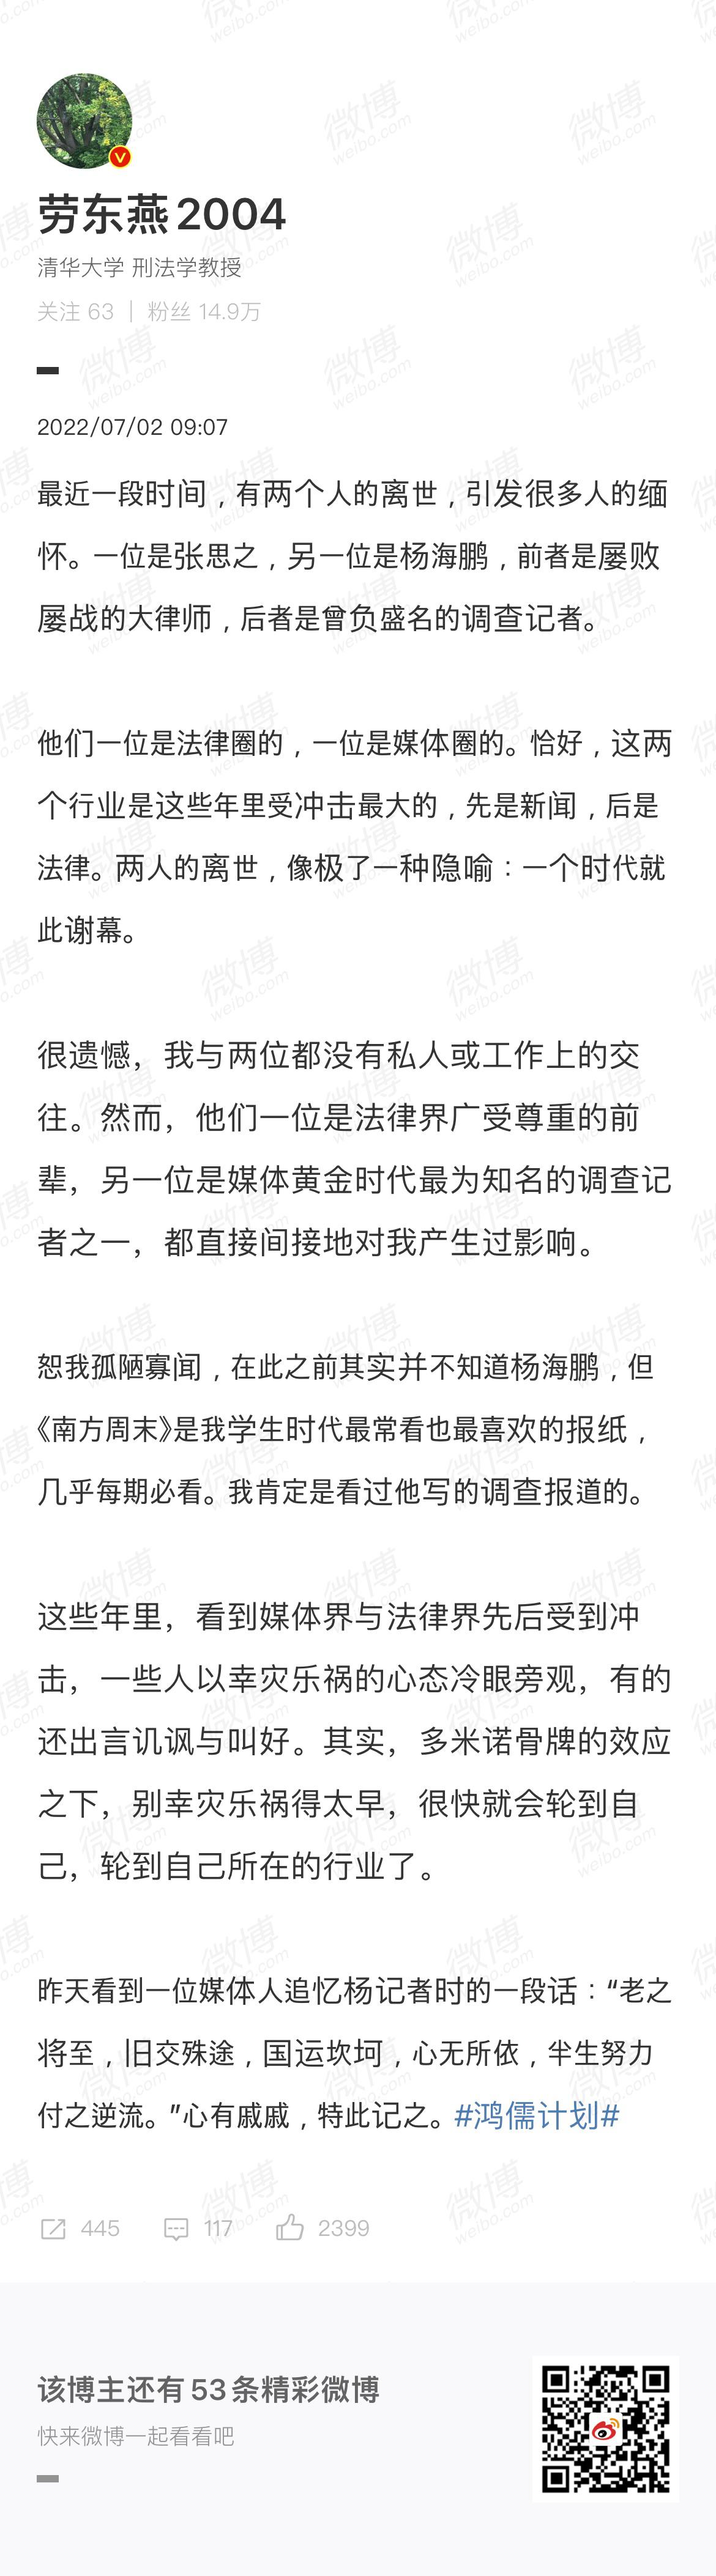 劳东燕2004
清华大学 刑法学教授
关注 63 | 粉丝 14.9万
2022/07/02 09:07
最近一段时间，有两个人的离世，引发很多人的缅
怀。一位是张思之，另一位是杨海鹏，前者是屡败
屡战的大律师，后者是曾负盛名的调查记者。
他们一位是法律圈的，一位是媒体圈的。恰好，这两
个行业是这些年里受冲击最大的，先是新闻，后是
法律。两人的离世，像极了一种隐喻：一个时代就
此谢幕。
很遗憾，我与两位都没有私人或工作上的交
往。然而，他们一位是法律界广受尊重的前
辈，另一位是媒体黄金时代最为知名的调查记
者之一，都直接间接地对我产生过影响。
恕我孤陋寡闻，在此之前其实并不知道杨海鹏，但
《南方周末》是我学生时代最常看也最喜欢的报纸，
几乎每期必看。我肯定是看过他写的调查报道的。
这些年里，看到媒体界与法律界先后受到冲
击，一些人以幸灾乐祸的心态冷眼旁观，有的
还出言讥讽与叫好。其实，多米诺骨牌的效应
之下，别幸灾乐祸得太早，很快就会轮到自
己，轮到自己所在的行业了。
昨天看到一位媒体人追忆杨记者时的一段话：“老之
将至，旧交殊途，国运坎坷，心无所依，半生努力
付之逆流。”心有戚戚，特此记之。#鸿儒计划#
445 117 2399
该博主还有53条精彩微博
快来微博一起看看吧
微博
weibo.com